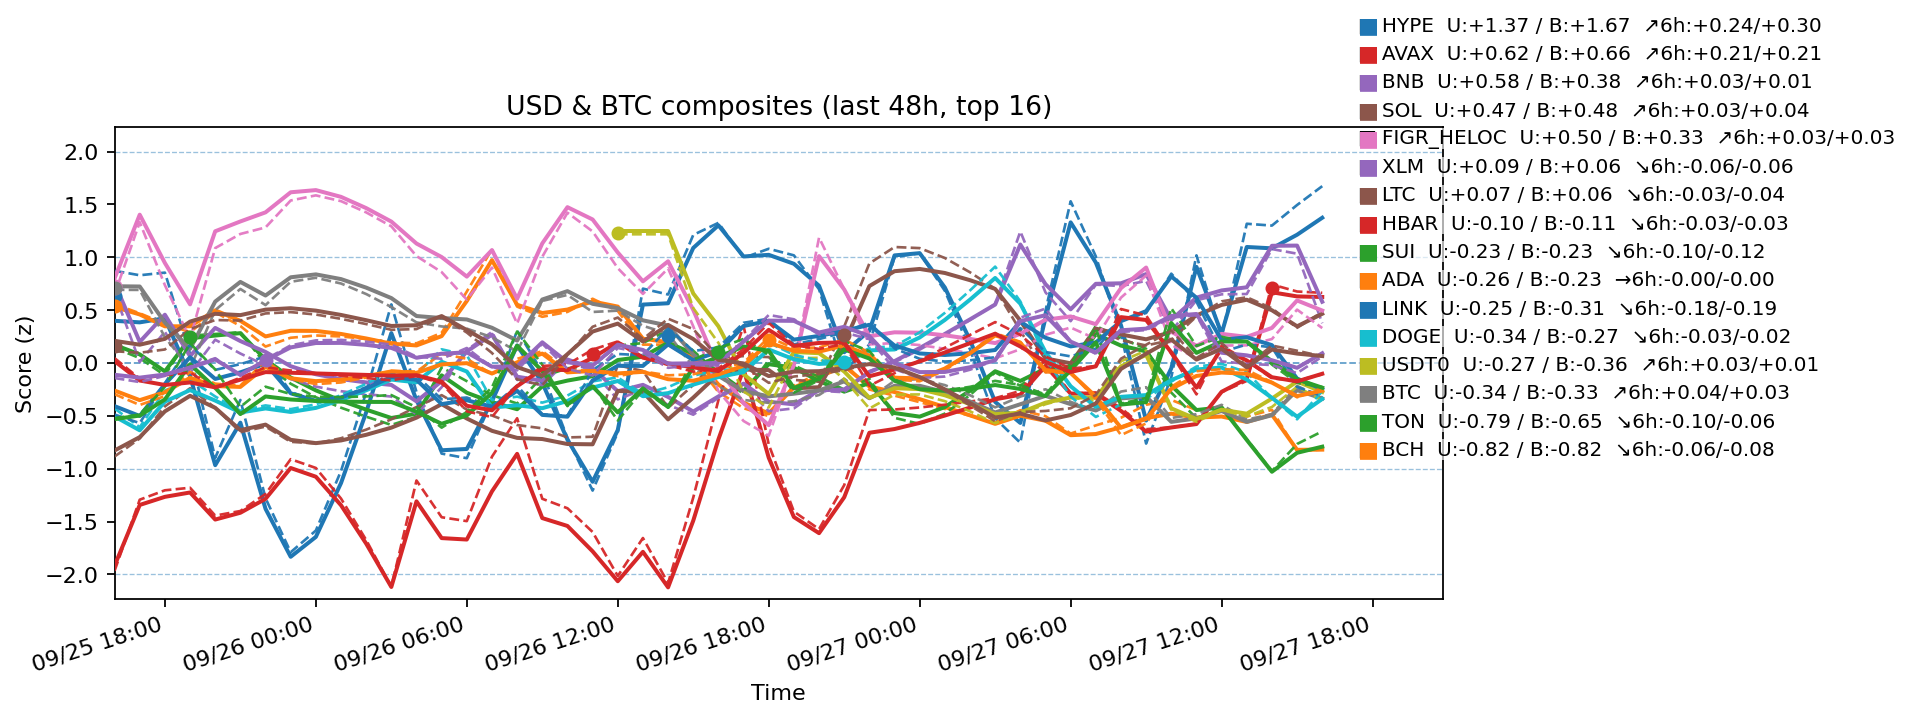 HYPE  U:+1.37 / B:+1.67  ↗6h:+0.24/+0.30
AVAX  U:+0.62 / B:+0.66  ↗6h:+0.21/+0.21
BNB  U:+0.58 / B:+0.38  ↗6h:+0.03/+0.01
SOL  U:+0.47 / B:+0.48  ↗6h:+0.03/+0.04
FIGR_HELOC  U:+0.50 / B:+0.33  ↗6h:+0.03/+0.03
XLM  U:+0.09 / B:+0.06  ↘6h:-0.06/-0.06
LTC  U:+0.07 / B:+0.06  ↘6h:-0.03/-0.04
HBAR  U:-0.10 / B:-0.11  ↘6h:-0.03/-0.03
SUI  U:-0.23 / B:-0.23  ↘6h:-0.10/-0.12
ADA  U:-0.26 / B:-0.23  →6h:-0.00/-0.00
LINK  U:-0.25 / B:-0.31  ↘6h:-0.18/-0.19
DOGE  U:-0.34 / B:-0.27  ↘6h:-0.03/-0.02
USDT0  U:-0.27 / B:-0.36  ↗6h:+0.03/+0.01
BTC  U:-0.34 / B:-0.33  ↗6h:+0.04/+0.03
TON  U:-0.79 / B:-0.65  ↘6h:-0.10/-0.06
BCH  U:-0.82 / B:-0.82  ↘6h:-0.06/-0.08
USD & BTC composites (last 48h, top 16)
Score (z)
2.0
1.5
1.0
0.5
0.0
−0.5
−1.0
−1.5
−2.0
09/25 18:00
09/26 00:00
09/26 06:00
09/26 12:00
09/26 18:00
09/27 00:00
09/27 06:00
09/27 12:00
09/27 18:00
Time